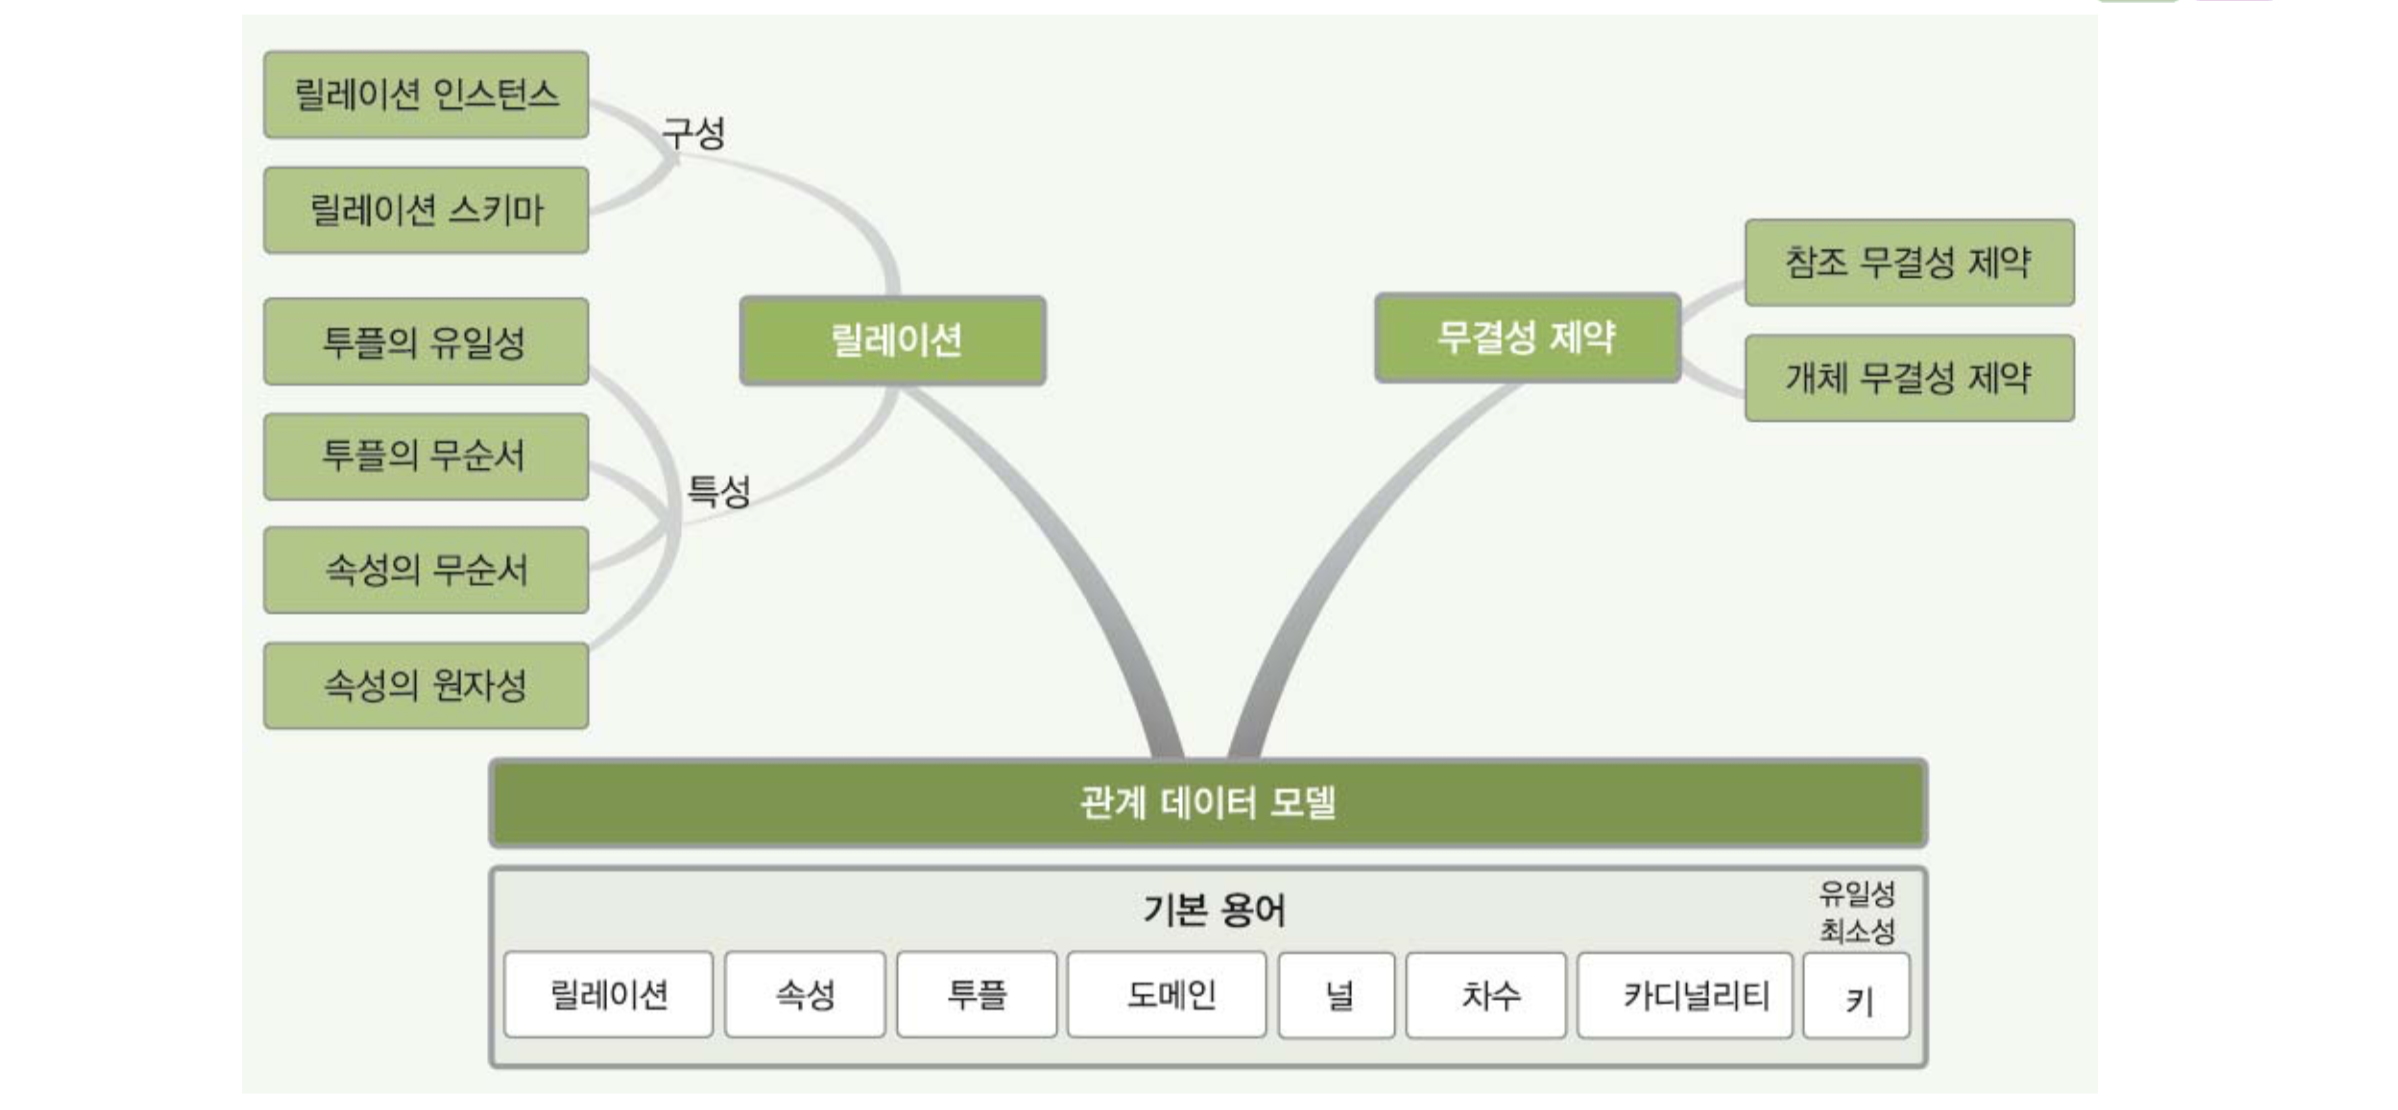 릴레이션 인스턴스
릴레이션 스키마
구성
투플의 유일성
투플의 무순서
속성의 무순서
속성의 원자성
특성
릴레이션
무결성 제약
참조 무결성 제약
개체 무결성 제약
관계 데이터 모델
기본 용어
유일성
최소성
릴레이션
속성
투플
도메인
널
차수
카디널리티
키